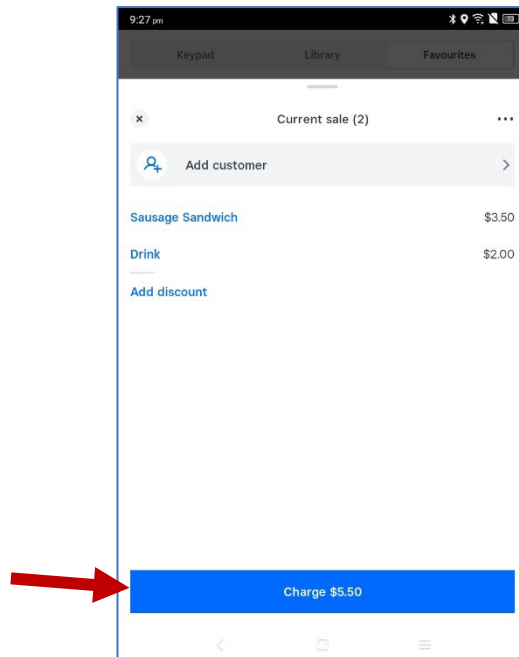 9:27 pm
Keypad Library Favourites
Current sale (2)
Add customer
Sausage Sandwich $3.50
Drink $2.00
Add discount
Charge $5.50